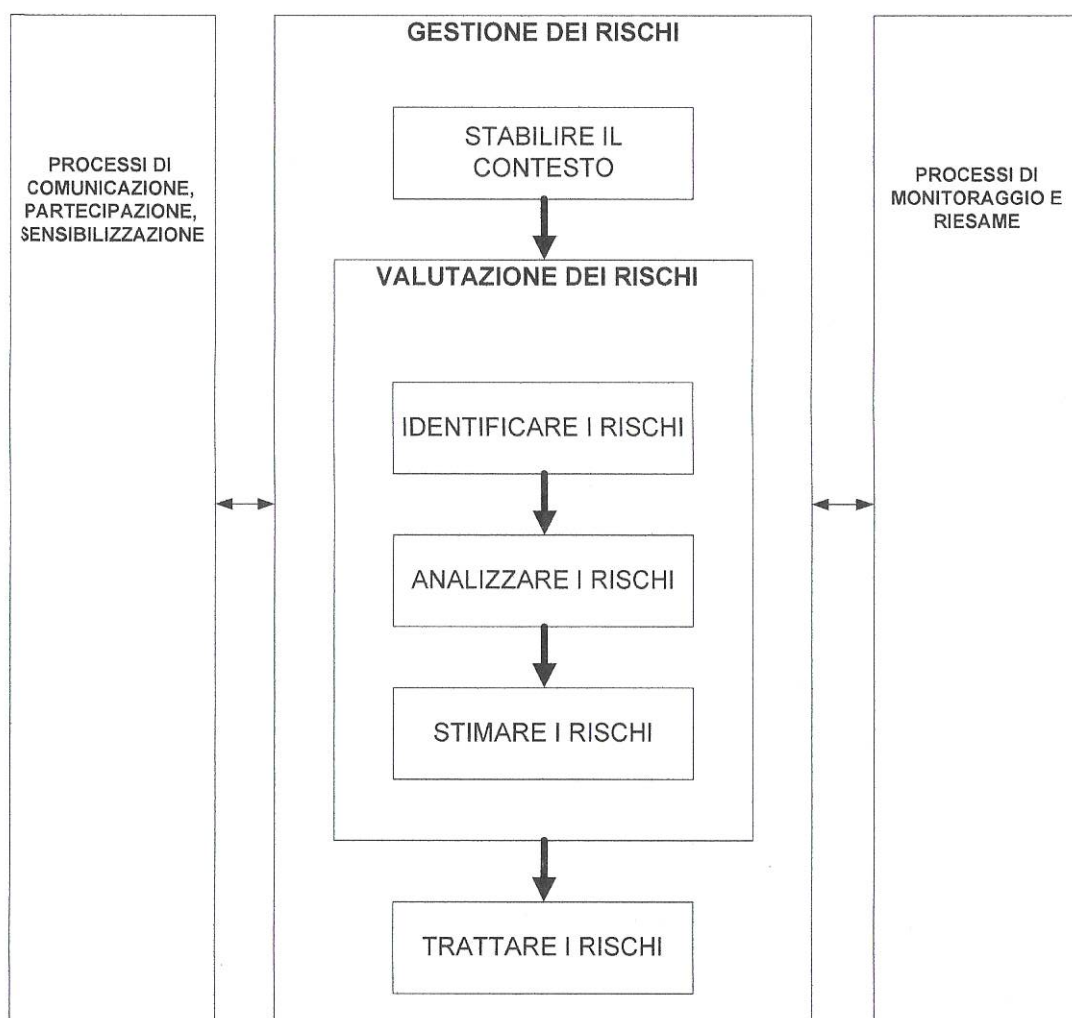 GESTIONE DEI RISCHI
STABILIRE IL
CONTESTO
PROCESSI DI
COMUNICAZIONE,
PARTECIPAZIONE,
SENSIBILIZZAZIONE
PROCESSI DI
MONITORAGGIO E
RIESAME
VALUTAZIONE DEI RISCHI
IDENTIFICARE I RISCHI
ANALIZZARE I RISCHI
STIMARE I RISCHI
TRATTARE I RISCHI